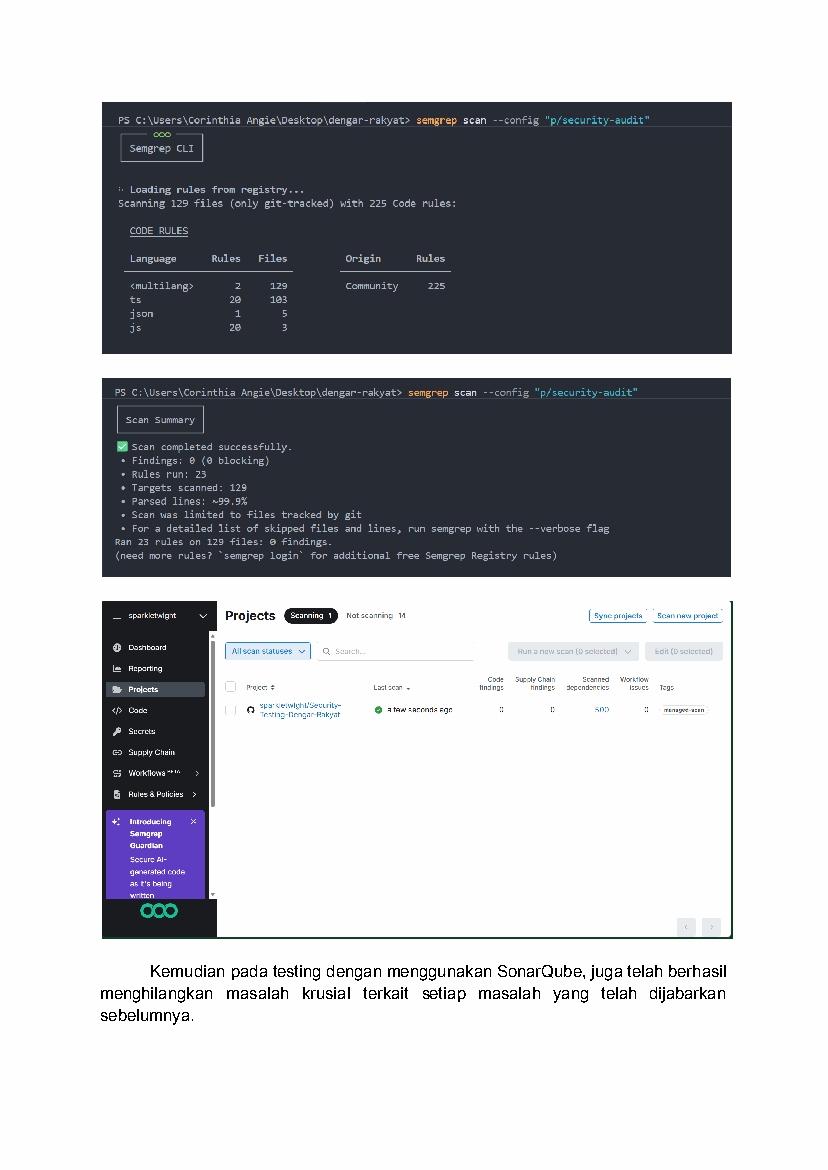 PS C:\Users\Corinthia Angie\Desktop\dengar-rakyat> semgrep scan --config "p/security-audit"
Semgrep CLI
Loading rules from registry...
Scanning 129 files (only git-tracked) with 225 Code rules:
CODE RULES
Language Rules Files Origin Rules
<multilang> 2 129 Community 225
ts 20 103
json 1 5
js 20 3
PS C:\Users\Corinthia Angie\Desktop\dengar-rakyat> semgrep scan --config "p/security-audit"
Scan Summary
✅ Scan completed successfully.
• Findings: 0 (0 blocking)
• Rules run: 23
• Targets scanned: 129
• Parsed lines: ~99.9%
• Scan was limited to files tracked by git
• For a detailed list of skipped files and lines, run semgrep with the --verbose flag
Ran 23 rules on 129 files: 0 findings.
(need more rules? `semgrep login` for additional free Semgrep Registry rules)
sparkletwight
Dashboard
Reporting
Projects
Code
Secrets
Supply Chain
Workflows BETA
Rules & Policies
Introducing
Semgrep
Guardian
Secure AI-
generated code
as it's being
written
Projects Scanning 1 Not scanning 14 Sync projects Scan new project
All scan statuses Search... Run a new scan (0 selected) Edit (0 selected)
Project Last scan Code findings Supply Chain findings Scanned dependencies Workflow issues Tags
sparkletwight/Security-
Testing-Dengar-Rakyat a few seconds ago 0 0 500 0 managed-scan
Kemudian pada testing dengan menggunakan SonarQube, juga telah berhasil
menghilangkan masalah krusial terkait setiap masalah yang telah dijabarkan
sebelumnya.